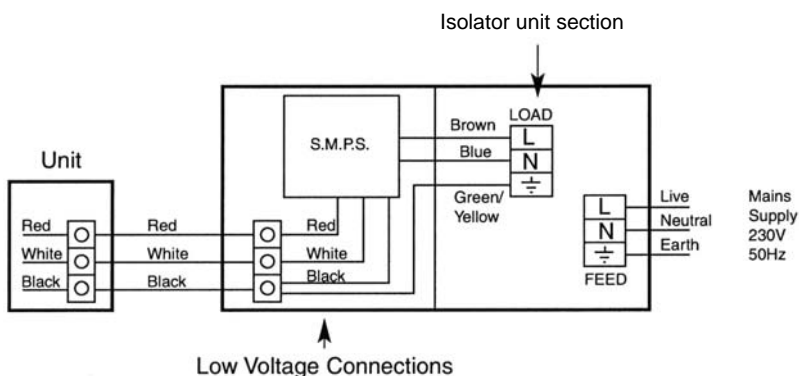 Isolator unit section
LOAD
L
N
Brown
Blue
Green/
Yellow
S.M.P.S.
Unit
Red
White
Black
Red
White
Black
Red
White
Black
L
N
FEED
Live
Neutral
Earth
Mains
Supply
230V
50Hz
Low Voltage Connections